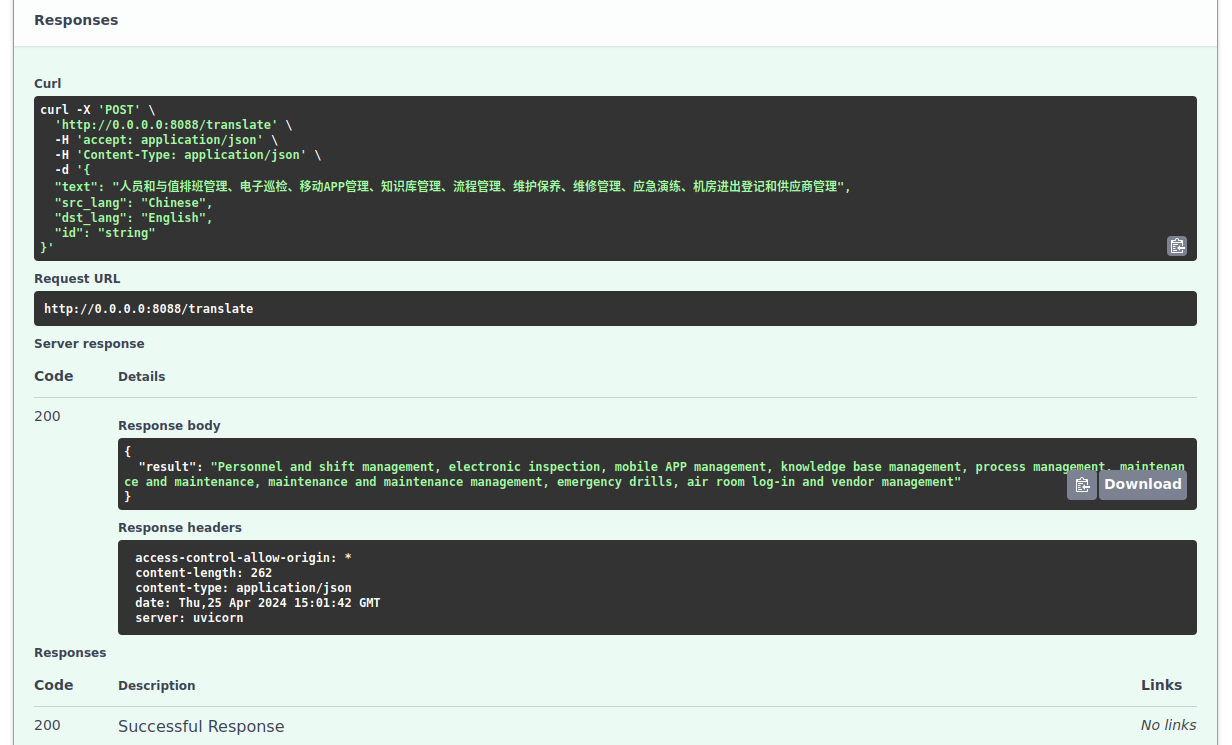 Responses
Curl
curl -X 'POST' \
'http://0.0.0.0:8088/translate' \
-H 'accept: application/json' \
-H 'Content-Type: application/json' \
-d '{
"text": "人员和与值排班管理、电子巡检、移动APP管理、知识库管理、流程管理、维护保养、维修管理、应急演练、机房进出登记和供应商管理",
"src_lang": "Chinese",
"dst_lang": "English",
"id": "string"
}'
Request URL
http://0.0.0.0:8088/translate
Server response
Code Details
200
Response body
{
"result": "Personnel and shift management, electronic inspection, mobile APP management, knowledge base management, process management, maintenan
ce and maintenance, maintenance and maintenance management, emergency drills, air room log-in and vendor management"
}
Download
Response headers
access-control-allow-origin: *
content-length: 262
content-type: application/json
date: Thu,25 Apr 2024 15:01:42 GMT
server: uvicorn
Responses
Code Description Links
200 Successful Response No links